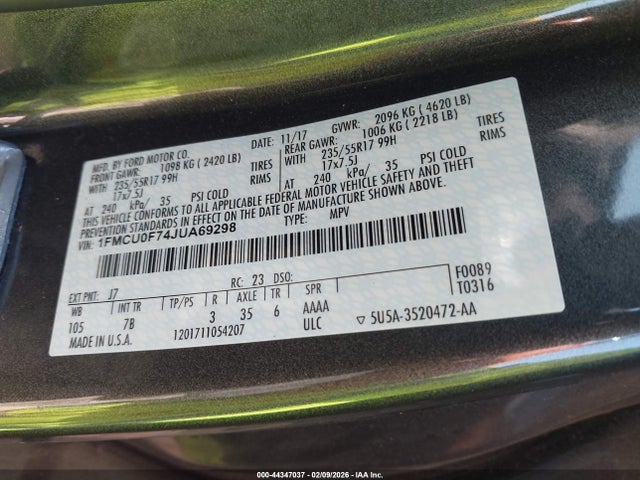 MFD. BY FORD MOTOR CO.
DATE: 11/17 GVWR: 2096 KG ( 4620 LB)
FRONT GAWR: 1098 KG ( 2420 LB) REAR GAWR: 1006 KG ( 2218 LB)
WITH 235/55R17 99H TIRES WITH 235/55R17 99H TIRES
17x7.5J RIMS 17x7.5J RIMS
AT 240 kPa/ 35 PSI COLD AT 240 kPa/ 35 PSI COLD
THIS VEHICLE CONFORMS TO ALL APPLICABLE FEDERAL MOTOR VEHICLE SAFETY AND THEFT
PREVENTION STANDARDS IN EFFECT ON THE DATE OF MANUFACTURE SHOWN ABOVE.
VIN: 1FMCU0F74JUA69298 TYPE: MPV
EXT PNT: J7 RC: 23 DSO: F0089
WB INT TR TP/PS R AXLE TR SPR T0316
105 7B 3 35 6 AAAA
MADE IN U.S.A. 1201711054207 ULC ▽ 5U5A-3520472-AA
000-44347037 - 02/09/2026 - IAA Inc.